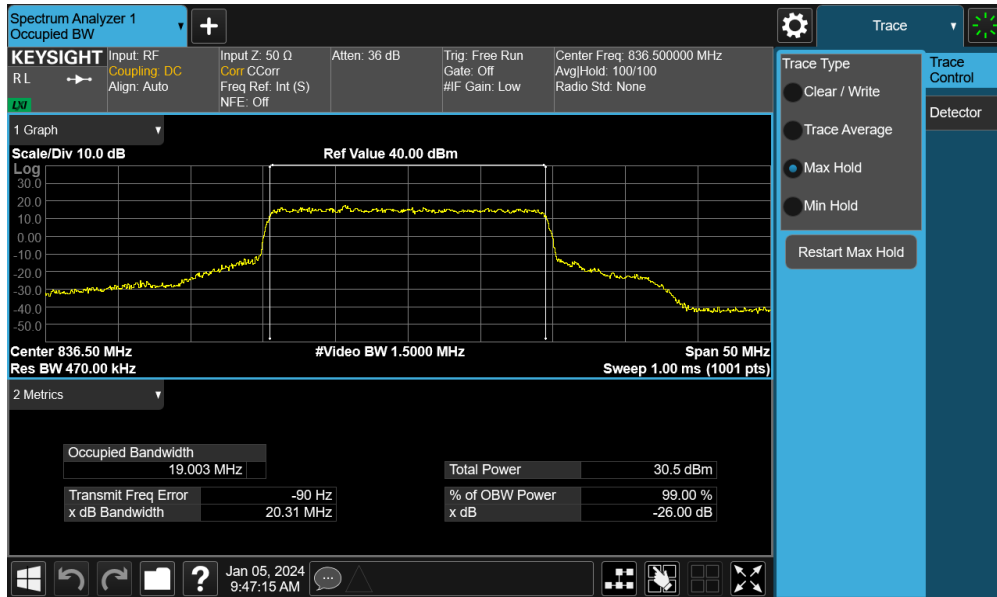 Spectrum Analyzer 1
Occupied BW
+
Trace
KEYSIGHT
R L
LXI
Input: RF
Coupling: DC
Align: Auto
Input Z: 50 Ω
Corr CCorr
Freq Ref: Int (S)
NFE: Off
Atten: 36 dB
Trig: Free Run
Gate: Off
#IF Gain: Low
Center Freq: 836.500000 MHz
Avg|Hold: 100/100
Radio Std: None
1 Graph
Scale/Div 10.0 dB
Ref Value 40.00 dBm
Log
30.0
20.0
10.0
0.00
-10.0
-20.0
-30.0
-40.0
-50.0
Center 836.50 MHz
#Video BW 1.5000 MHz
Span 50 MHz
Res BW 470.00 kHz
Sweep 1.00 ms (1001 pts)
2 Metrics
Occupied Bandwidth
19.003 MHz
Total Power 30.5 dBm
Transmit Freq Error -90 Hz
% of OBW Power 99.00 %
x dB Bandwidth 20.31 MHz
x dB -26.00 dB
Trace Type
Clear / Write
Trace Average
Max Hold
Min Hold
Restart Max Hold
Trace
Control
Detector
?
Jan 05, 2024
9:47:15 AM